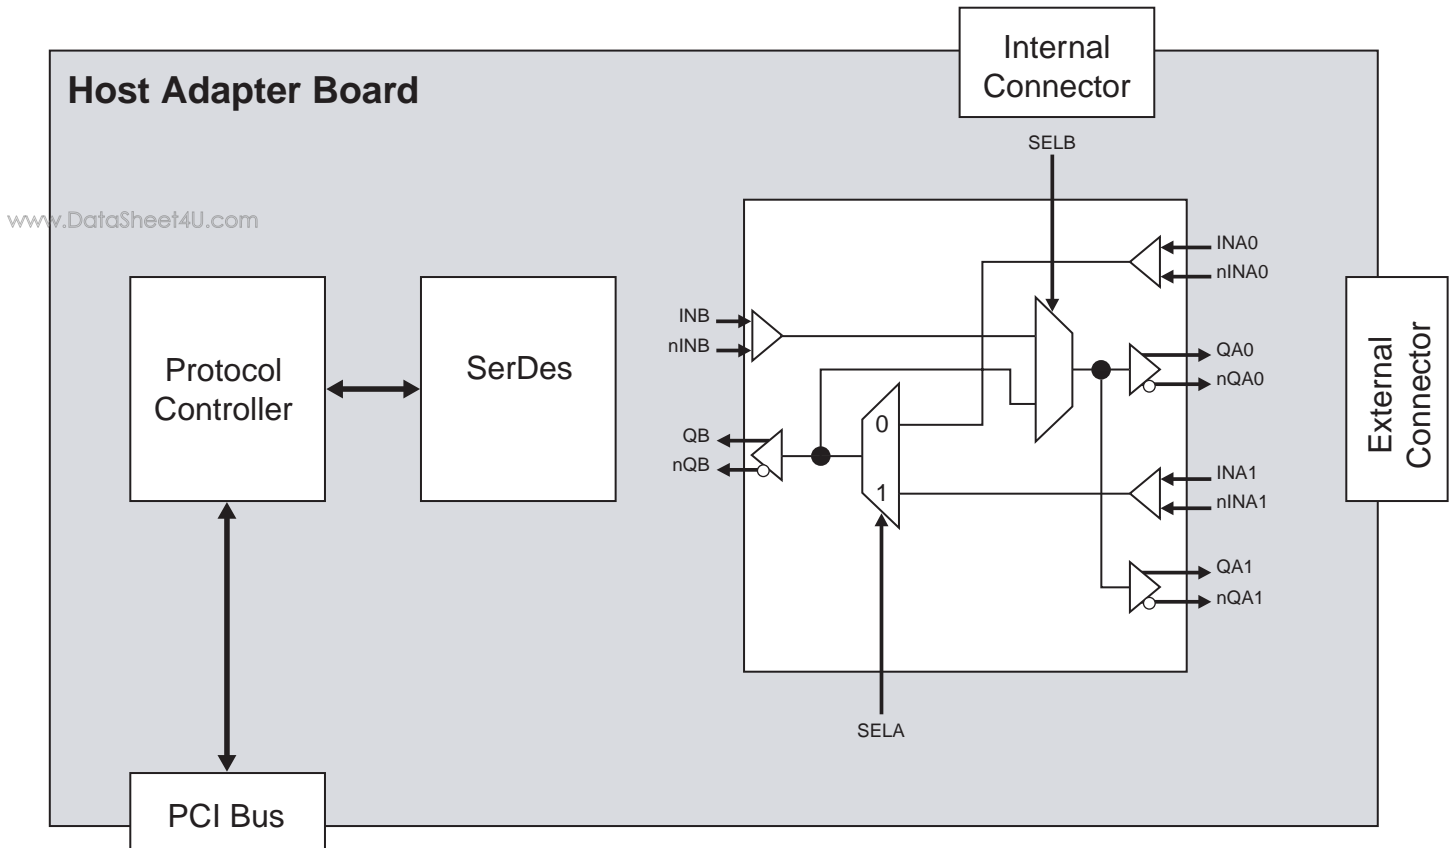 Internal
Connector
Host Adapter Board
SELB
www.DataSheet4U.com
INA0
nINA0
INB
nINB
Protocol
Controller
SerDes
QA0
nQA0
External
Connector
0
QB
nQB
1
INA1
nINA1
QA1
nQA1
SELA
PCI Bus